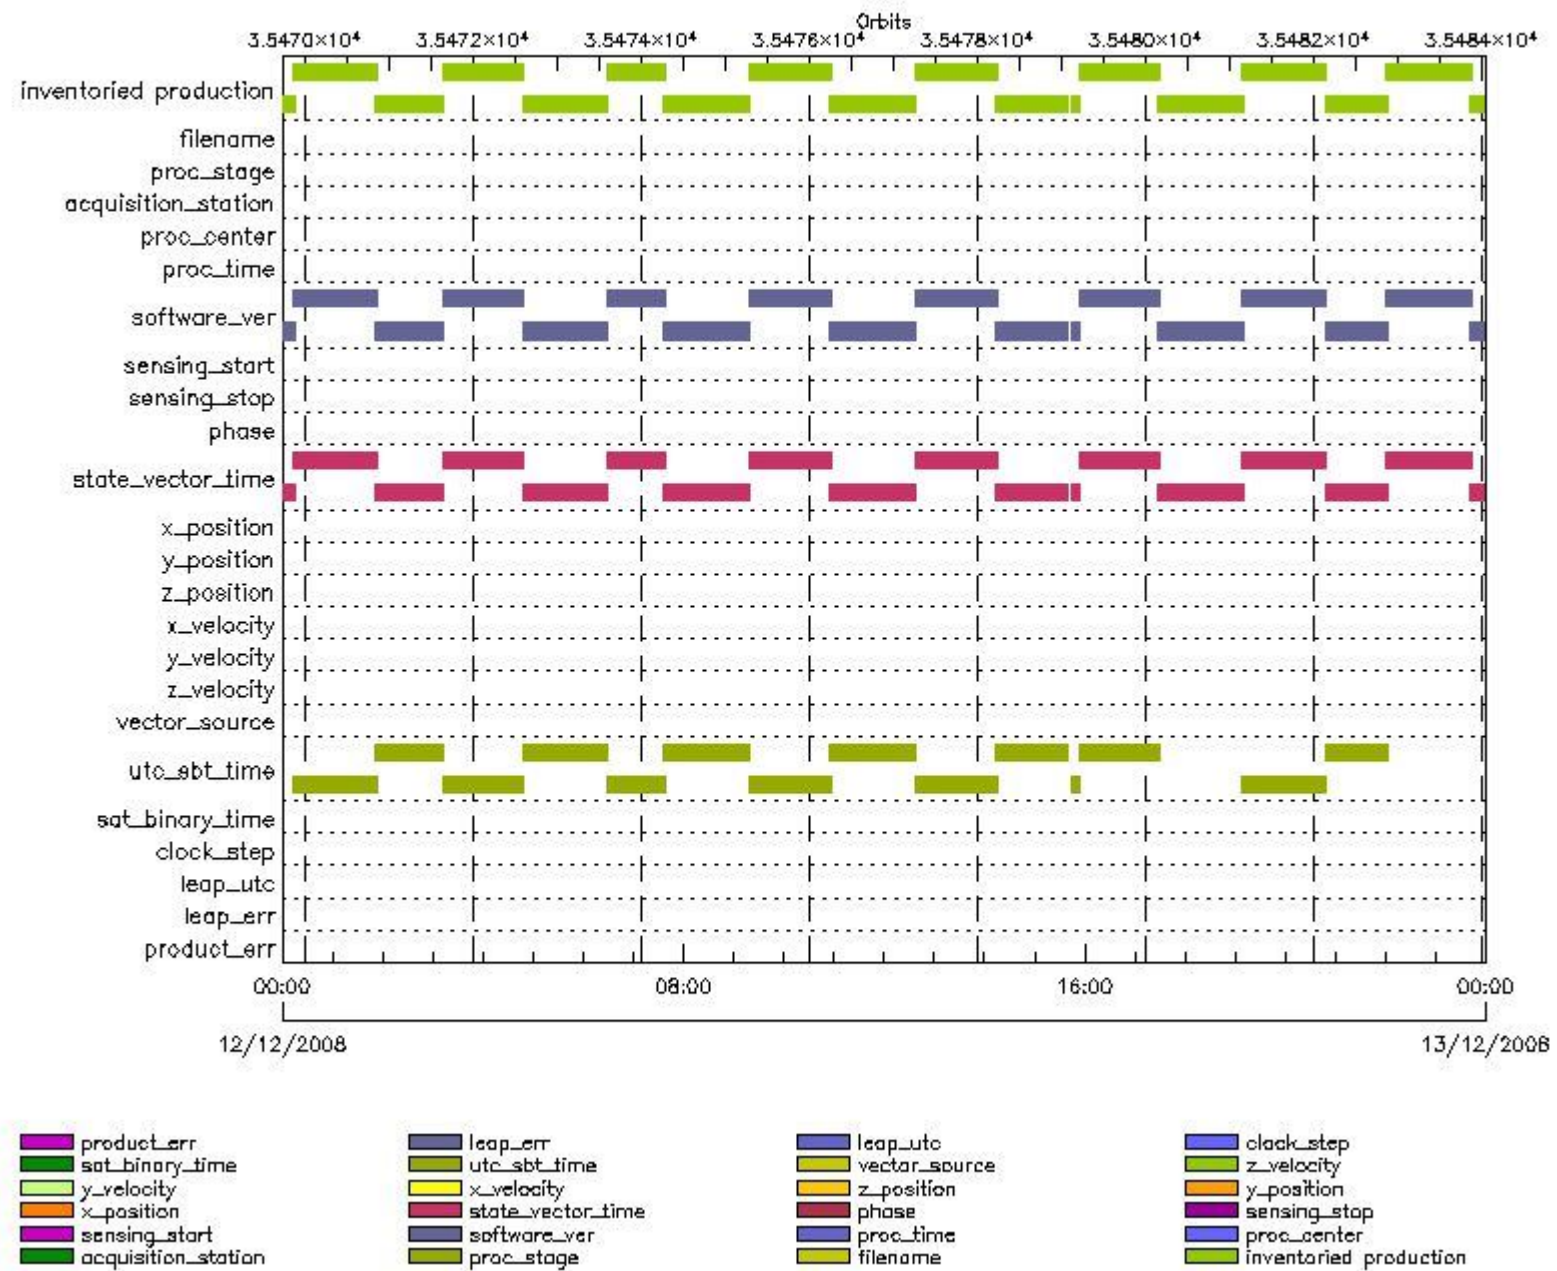 Orbits
3.5470×10⁴ 3.5472×10⁴ 3.5474×10⁴ 3.5476×10⁴ 3.5478×10⁴ 3.5480×10⁴ 3.5482×10⁴ 3.5484×10⁴
inventoried production
filename
proc_stage
acquisition_station
proc_center
proc_time
software_ver
sensing_start
sensing_stop
phase
state_vector_time
x_position
y_position
z_position
x_velocity
y_velocity
z_velocity
vector_source
utc_sbt_time
sat_binary_time
clock_step
leap_utc
leap_err
product_err
00:00 08:00 16:00 00:00
12/12/2008 13/12/2008
product_err leap_err leap_utc clock_step
sat_binary_time utc_sbt_time vector_source z_velocity
y_velocity x_velocity z_position y_position
x_position state_vector_time phase sensing_stop
sensing_start software_ver proc_time proc_center
acquisition_station proc_stage filename inventoried production